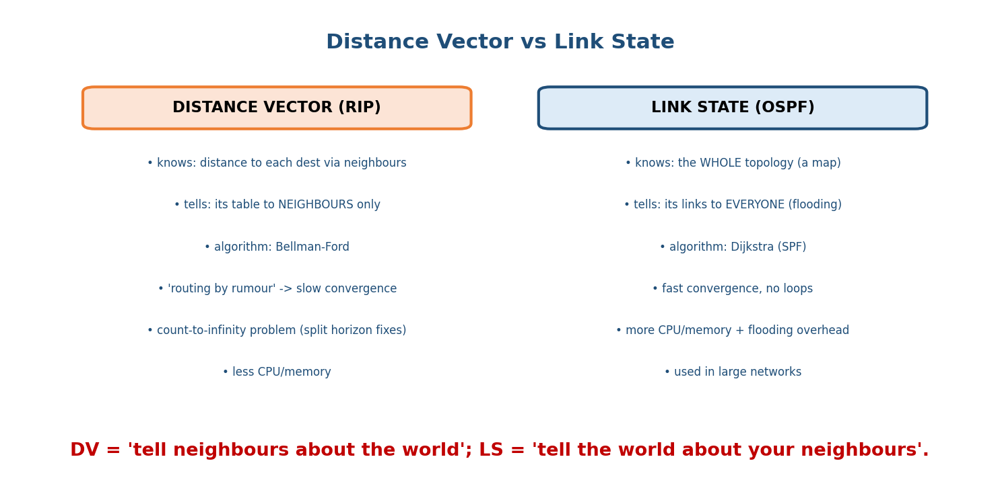 Distance Vector vs Link State
DISTANCE VECTOR (RIP)
• knows: distance to each dest via neighbours
• tells: its table to NEIGHBOURS only
• algorithm: Bellman-Ford
• 'routing by rumour' -> slow convergence
• count-to-infinity problem (split horizon fixes)
• less CPU/memory
LINK STATE (OSPF)
• knows: the WHOLE topology (a map)
• tells: its links to EVERYONE (flooding)
• algorithm: Dijkstra (SPF)
• fast convergence, no loops
• more CPU/memory + flooding overhead
• used in large networks
DV = 'tell neighbours about the world'; LS = 'tell the world about your neighbours'.